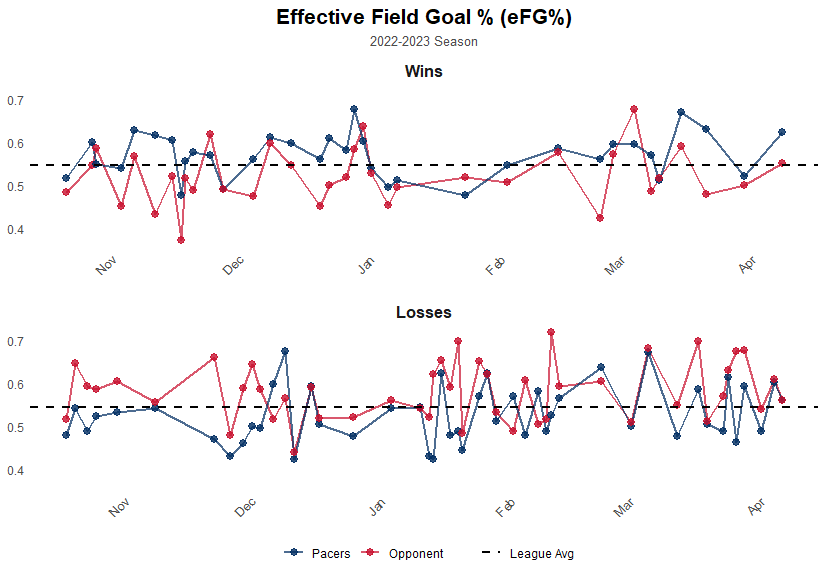 Effective Field Goal % (eFG%)
2022-2023 Season
Wins
0.7
0.6
0.5
0.4
Nov Dec Jan Feb Mar Apr
Losses
0.7
0.6
0.5
0.4
Nov Dec Jan Feb Mar Apr
Pacers Opponent League Avg